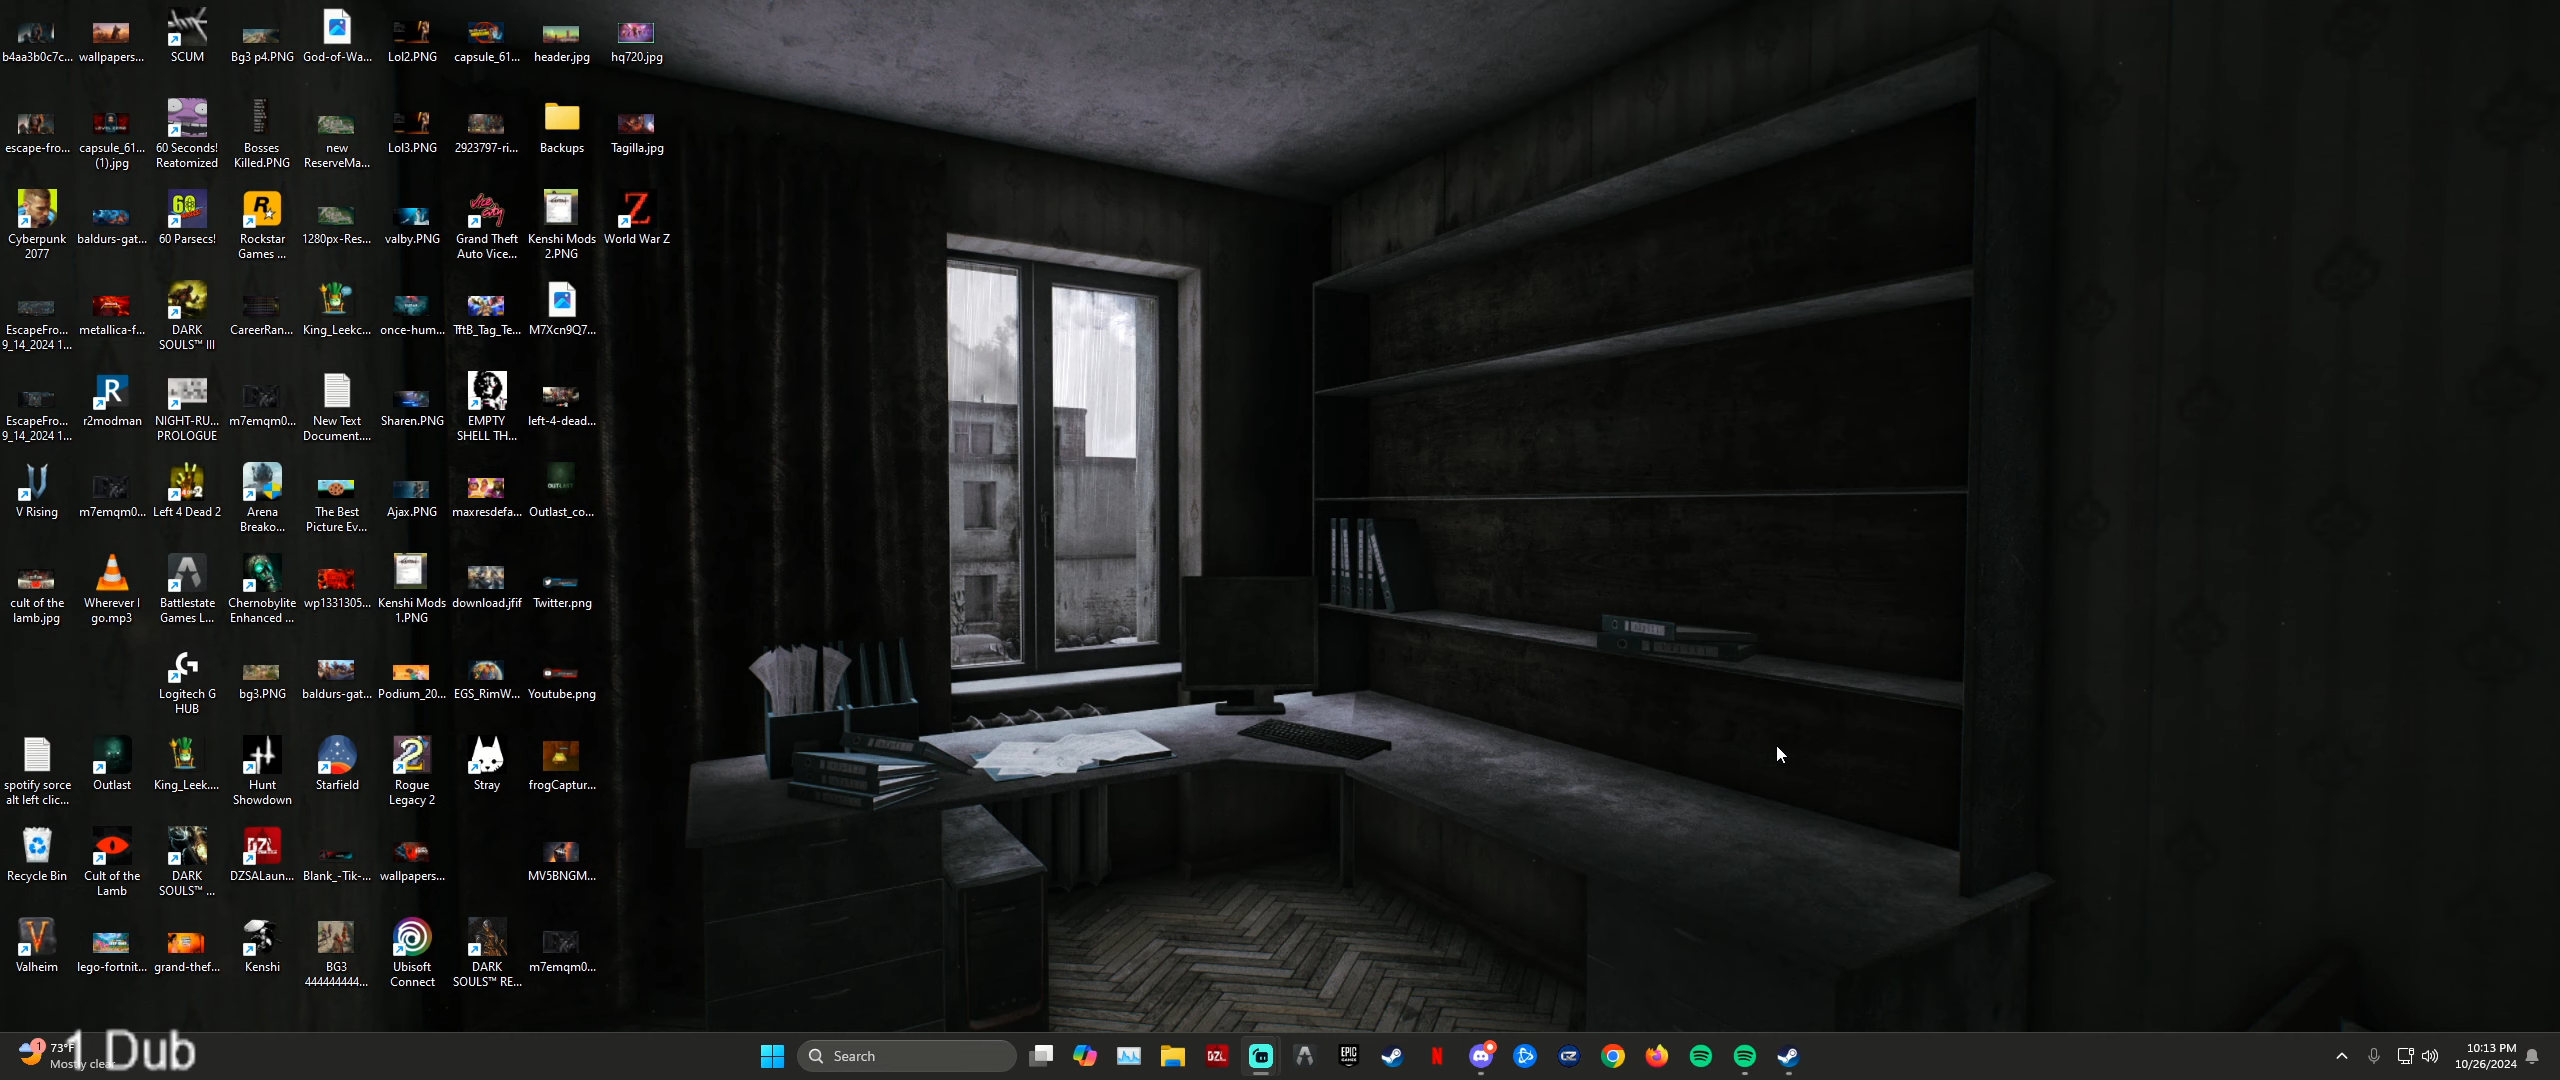 b4aa3b0c7c...
wallpapers...
SCUM
Bg3 p4.PNG
God-of-Wa...
Lol2.PNG
capsule_61...
header.jpg
hq720.jpg
escape-fro...
capsule_61...
(1).jpg
60 Seconds!
Reatomized
Bosses
Killed.PNG
new
ReserveMa...
Lol3.PNG
2923797-ri...
Backups
Tagilla.jpg
Cyberpunk
2077
baldurs-gat...
60 Parsecs!
Rockstar
Games ...
1280px-Res...
valby.PNG
Grand Theft
Auto Vice...
Kenshi Mods
2.PNG
World War Z
EscapeFro...
9_14_2024 1...
metallica-f...
DARK
SOULS™ III
CareerRan...
King_Leekc...
once-hum...
TftB_Tag_Te...
M7Xcn9Q7...
EscapeFro...
9_14_2024 1...
r2modman
NIGHT-RU...
PROLOGUE
m7emqm0...
New Text
Document....
Sharen.PNG
EMPTY
SHELL TH...
left-4-dead...
V Rising
m7emqm0...
Left 4 Dead 2
Arena
Breako...
The Best
Picture Ev...
Ajax.PNG
maxresdefa...
Outlast_co...
cult of the
lamb.jpg
Wherever I
go.mp3
Battlestate
Games L...
Chernobylite
Enhanced ...
wp1331305...
Kenshi Mods
1.PNG
download.jfif
Twitter.png
Logitech G
HUB
bg3.PNG
baldurs-gat...
Podium_20...
EGS_RimW...
Youtube.png
spotify sorce
alt left clic...
Outlast
King_Leek....
Hunt
Showdown
Starfield
Rogue
Legacy 2
Stray
frogCaptur...
Recycle Bin
Cult of the
Lamb
DARK
SOULS™ ...
DZSALaun...
Blank_-Tik-...
wallpapers...
MV5BNGM...
Valheim
lego-fortnit...
grand-thef...
Kenshi
BG3
444444444...
Ubisoft
Connect
DARK
SOULS™ RE...
m7emqm0...
1 Dub
1
73°F
Mostly clear
Search
10:13 PM
10/26/2024